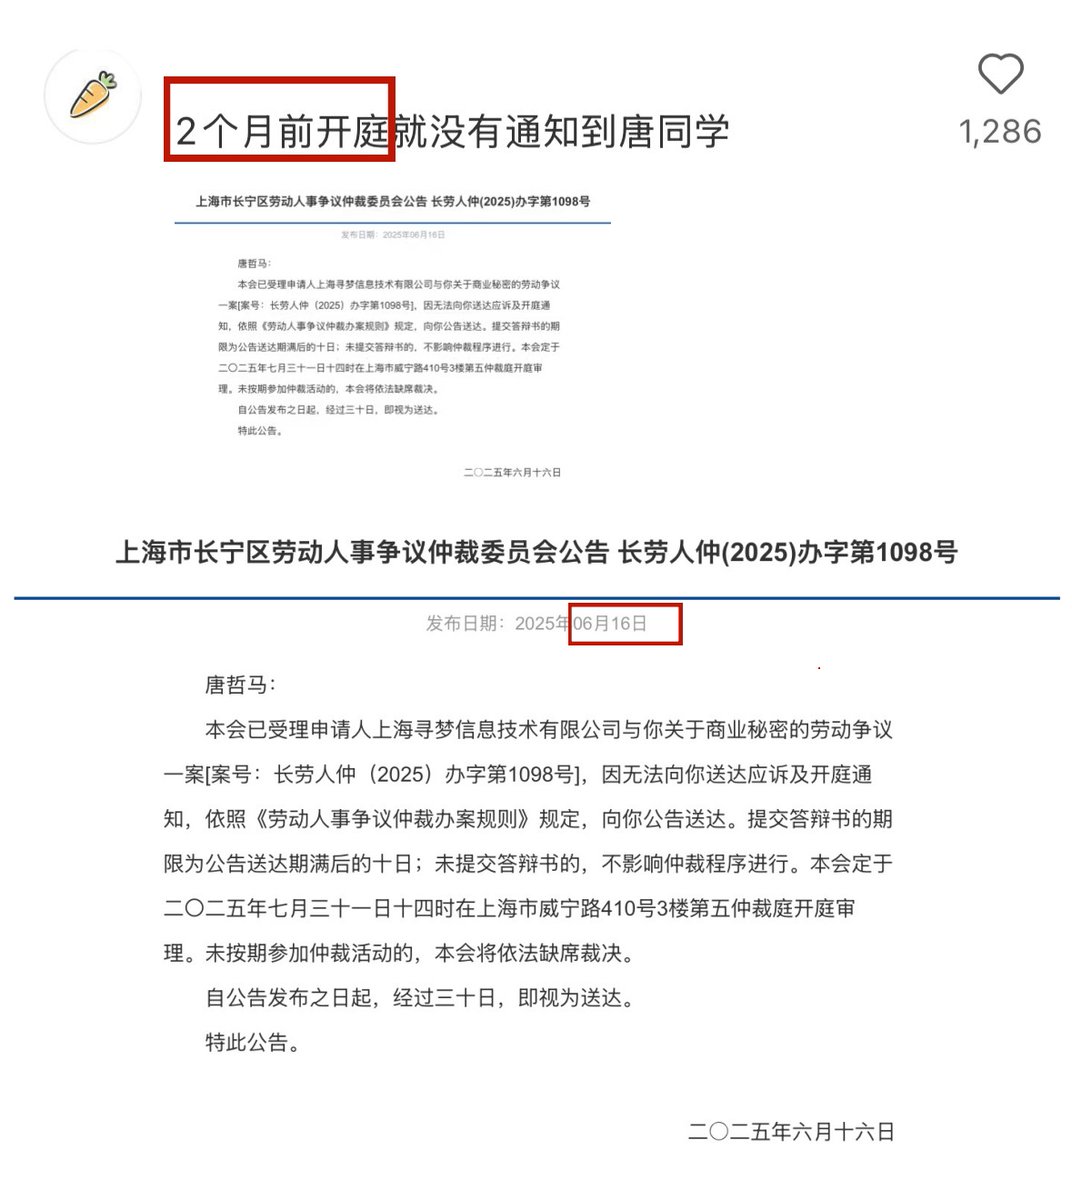 2个月前开庭就没有通知到唐同学
1,286
上海市长宁区劳动人事争议仲裁委员会公告 长劳人仲(2025)办字第1098号
发布日期：2025年06月16日
唐哲马：
本会已受理申请人上海寻梦信息技术有限公司与你关于商业秘密的劳动争议
一案[案号：长劳人仲（2025）办字第1098号]，因无法向你送达应诉及开庭通
知，依照《劳动人事争议仲裁办案规则》规定，向你公告送达。提交答辩书的期
限为公告送达期满后的十日；未提交答辩书的，不影响仲裁程序进行。本会定于
二〇二五年七月三十一日十四时在上海市威宁路410号3楼第五仲裁庭开庭审
理。未按期参加仲裁活动的，本会将依法缺席裁决。
自公告发布之日起，经过三十日，即视为送达。
特此公告。
二〇二五年六月十六日
上海市长宁区劳动人事争议仲裁委员会公告 长劳人仲(2025)办字第1098号
发布日期：2025年06月16日
唐哲马：
本会已受理申请人上海寻梦信息技术有限公司与你关于商业秘密的劳动争议
一案[案号：长劳人仲（2025）办字第1098号]，因无法向你送达应诉及开庭通
知，依照《劳动人事争议仲裁办案规则》规定，向你公告送达。提交答辩书的期
限为公告送达期满后的十日；未提交答辩书的，不影响仲裁程序进行。本会定于
二〇二五年七月三十一日十四时在上海市威宁路410号3楼第五仲裁庭开庭审
理。未按期参加仲裁活动的，本会将依法缺席裁决。
自公告发布之日起，经过三十日，即视为送达。
特此公告。
二〇二五年六月十六日